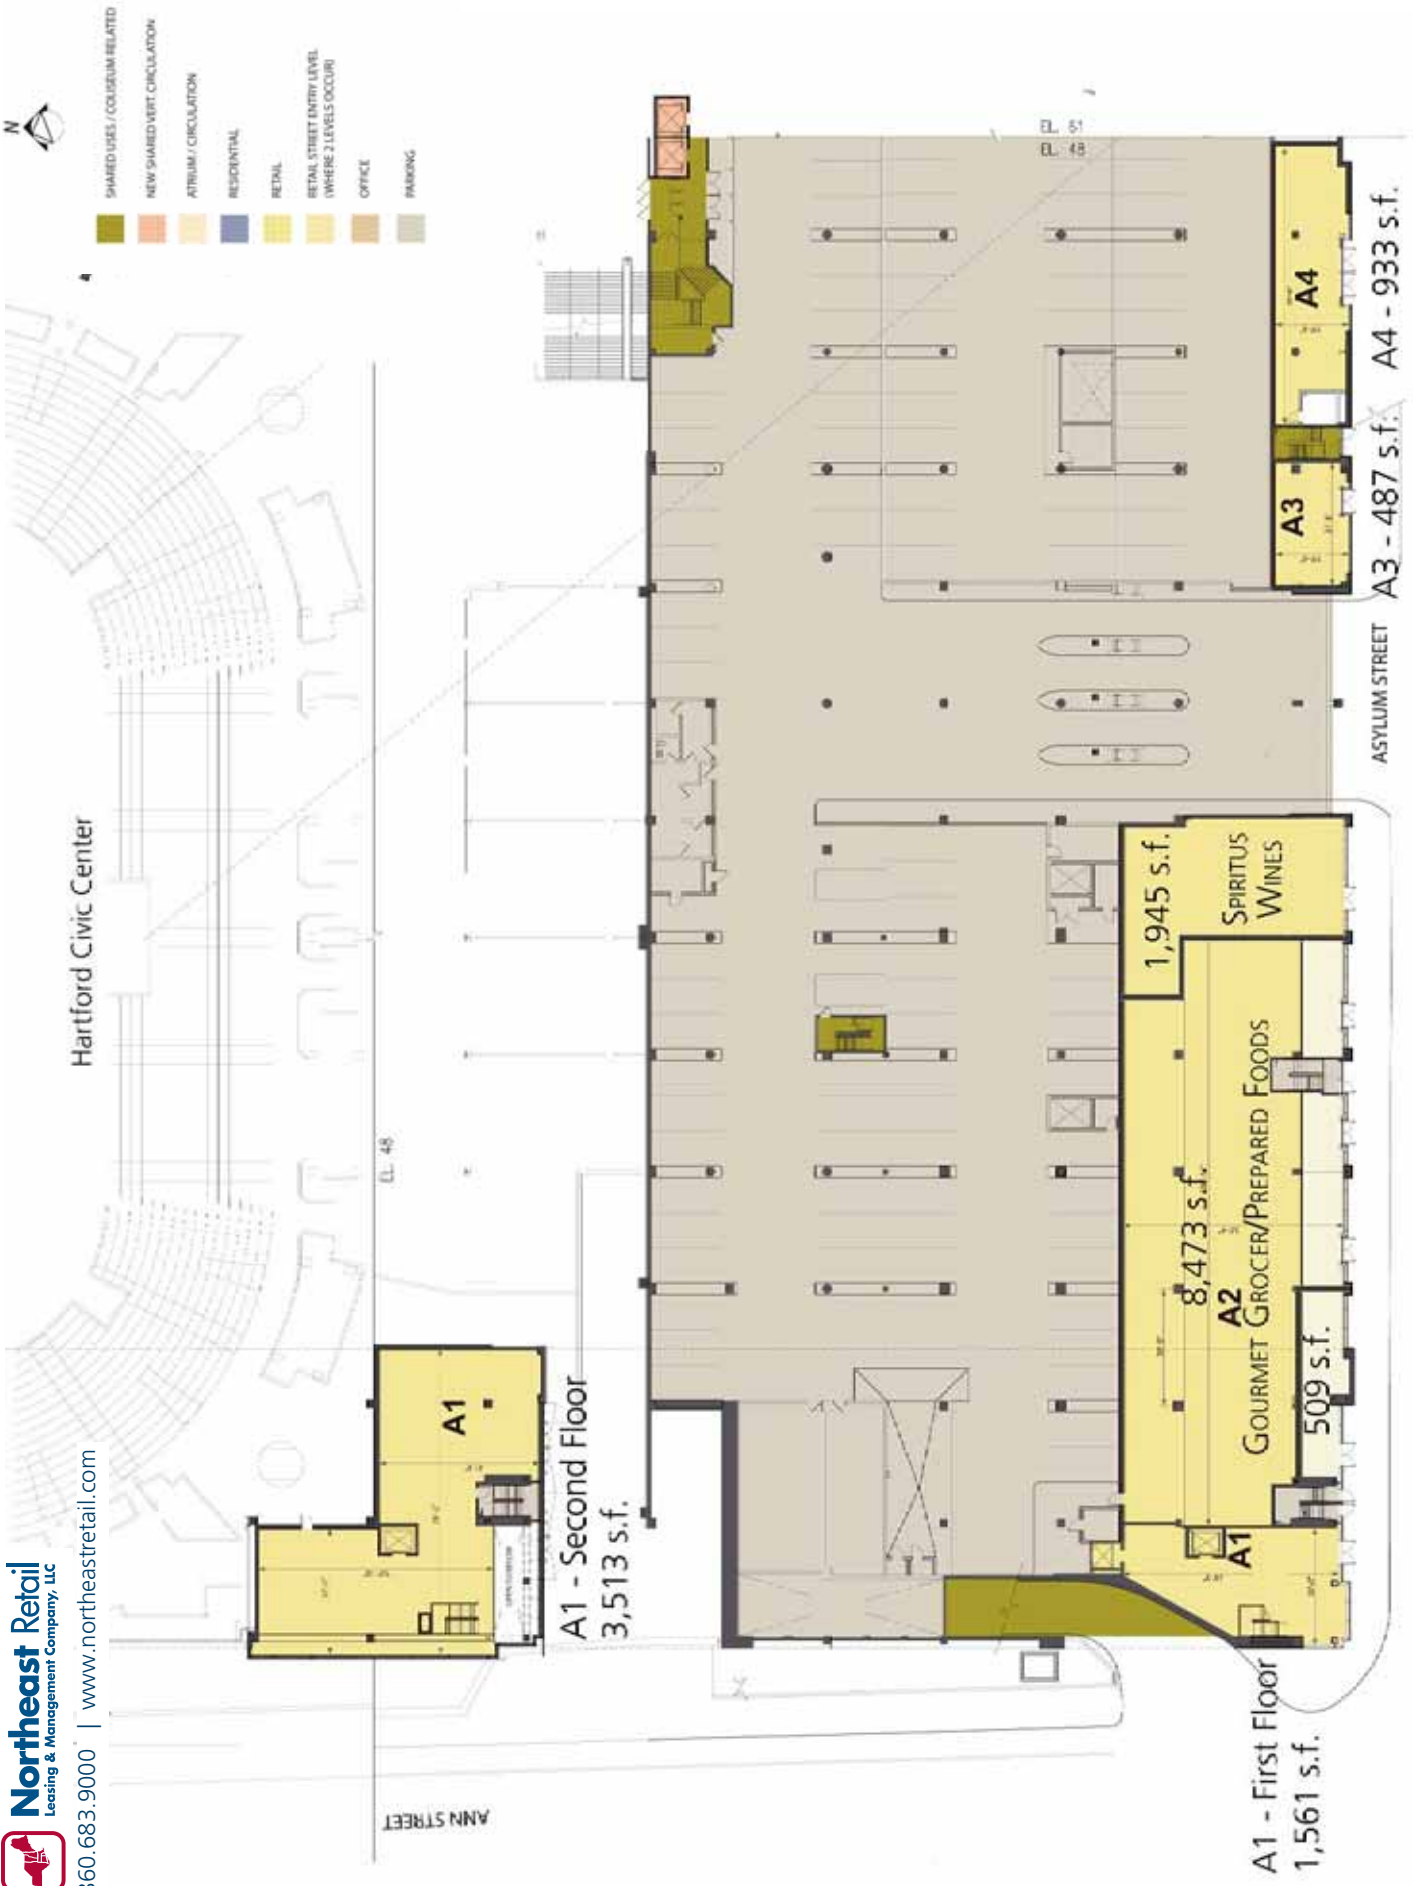 Northeast Retail
Leasing & Management Company, LLC
860.683.9000 | www.northeastretail.com
N
SHARED USES / COLISEUM RELATED
NEW SHARED VERT. CIRCULATION
ATRIUM / CIRCULATION
RESIDENTIAL
RETAIL
RETAIL STREET ENTRY LEVEL
(WHERE 2 LEVELS OCCUR)
OFFICE
PARKING
Hartford Civic Center
EL. 48
A1
OPEN TO BELOW
A1 - Second Floor
3,513 s.f.
ANN STREET
EL. 51
EL. 48
1,945 s.f.
SPIRITUS
WINES
8,473 s.f.
A2
GOURMET GROCER/PREPARED FOODS
509 s.f.
A1
A1 - First Floor
1,561 s.f.
A3
A4
A3 - 487 s.f.
A4 - 933 s.f.
ASYLUM STREET